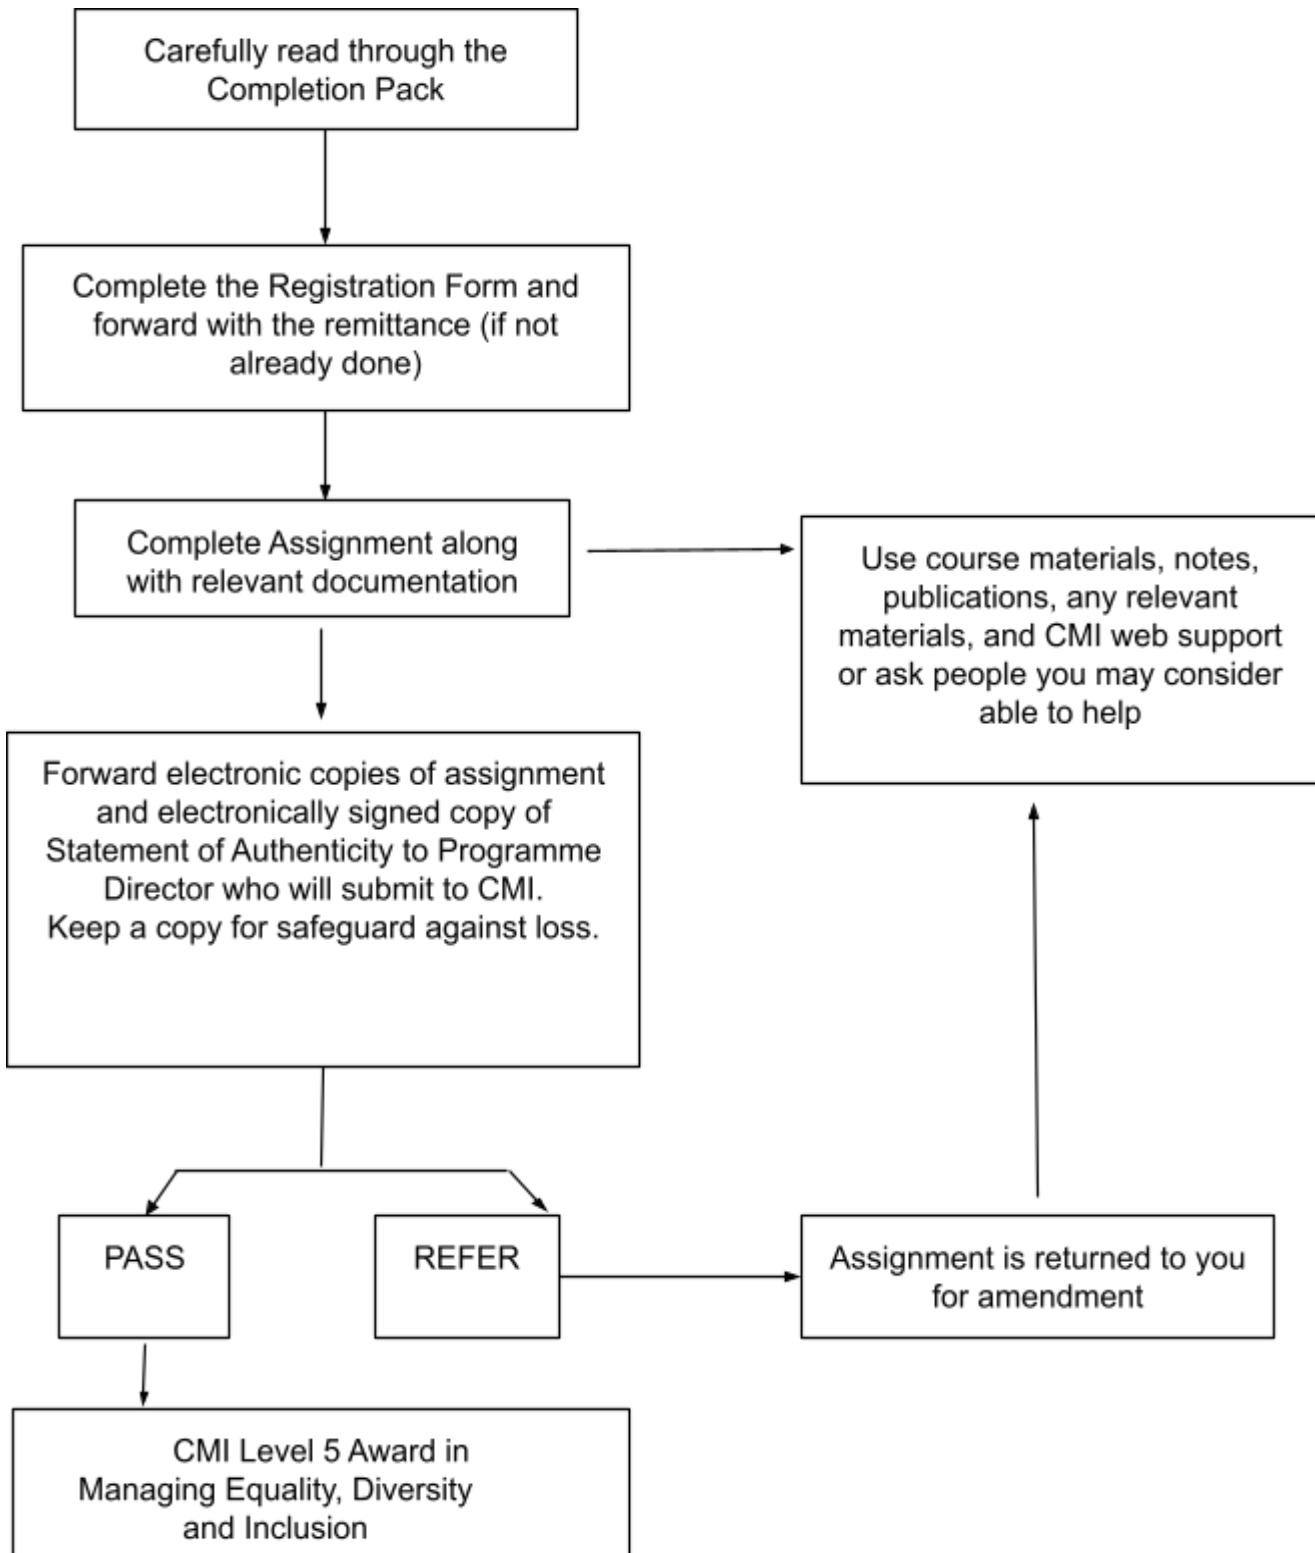 Carefully read through the
Completion Pack
Complete the Registration Form and
forward with the remittance (if not
already done)
Complete Assignment along
with relevant documentation
Use course materials, notes,
publications, any relevant
materials, and CMI web support
or ask people you may consider
able to help
Forward electronic copies of assignment
and electronically signed copy of
Statement of Authenticity to Programme
Director who will submit to CMI.
Keep a copy for safeguard against loss.
PASS
REFER
Assignment is returned to you
for amendment
CMI Level 5 Award in
Managing Equality, Diversity
and Inclusion